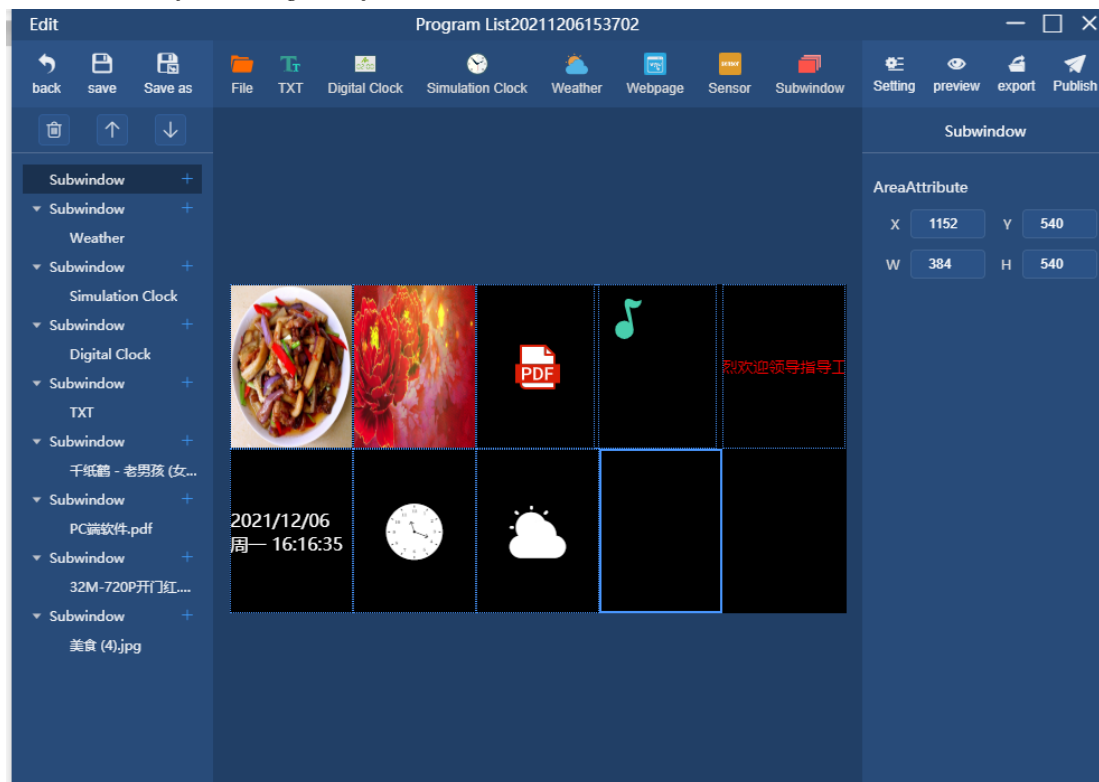 Edit
Program List20211206153702
back
save
Save as
File
TXT
Digital Clock
Simulation Clock
Weather
Webpage
Sensor
Subwindow
Setting
preview
export
Publish
Subwindow +
Subwindow +
Weather
Subwindow +
Simulation Clock
Subwindow +
Digital Clock
Subwindow +
TXT
Subwindow +
千纸鹤 - 老男孩 (女...
Subwindow +
PC端软件.pdf
Subwindow +
32M-720P开门红....
Subwindow +
美食 (4).jpg
PDF
烈欢迎领导指导工
2021/12/06
周一 16:16:35
Subwindow
AreaAttribute
X 1152 Y 540
W 384 H 540